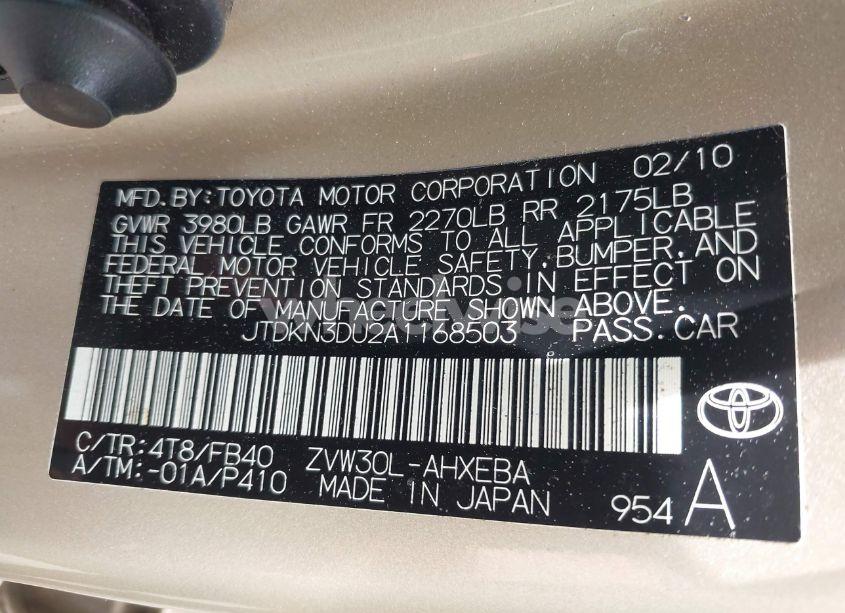 MFD.BY:TOYOTA MOTOR CORPORATION 02/10
GVWR 3980LB GAWR FR 2270LB RR 2175LB
THIS VEHICLE CONFORMS TO ALL APPLICABLE
FEDERAL MOTOR VEHICLE SAFETY,BUMPER,AND
THEFT PREVENTION STANDARDS IN EFFECT ON
THE DATE OF MANUFACTURE SHOWN ABOVE.
JTDKN3DU2A1168503 PASS.CAR
C/TR:4T8/FB40 ZVW30L-AHXEBA
A/TM:-01A/P410 MADE IN JAPAN 954 A